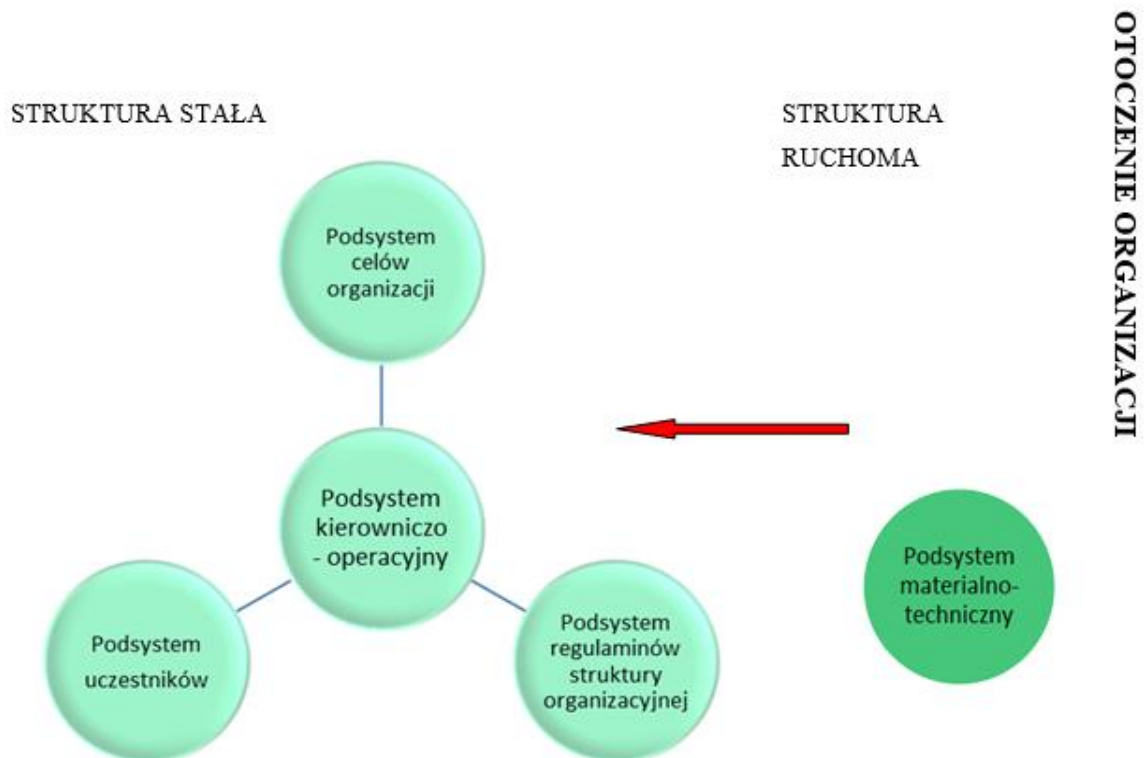 STRUKTURA STAŁA
STRUKTURA
RUCHOMA
OTOCZENIE ORGANIZACJI
Podsystem
celów
organizacji
Podsystem
kierowniczo
- operacyjny
Podsystem
uczestników
Podsystem
regulaminów
struktury
organizacyjnej
Podsystem
materialno-
techniczny